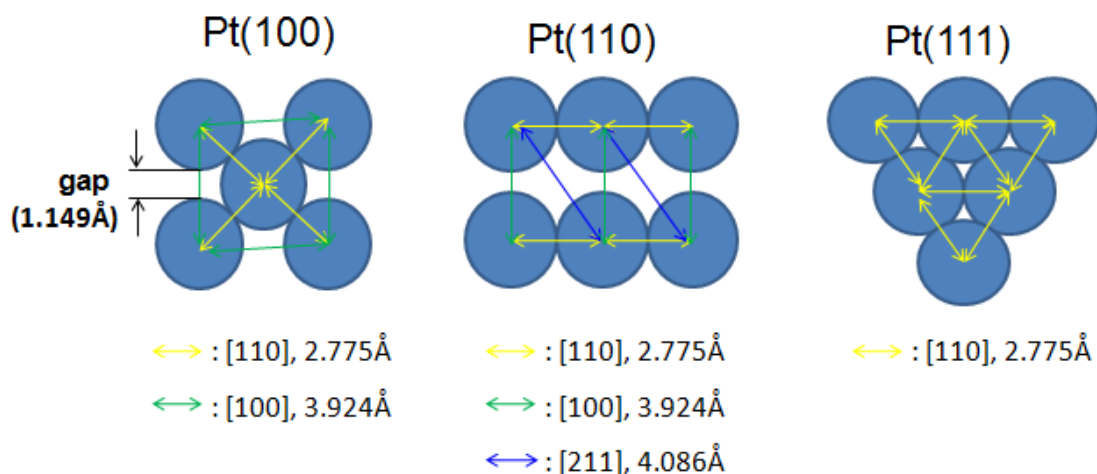 Pt(100)
Pt(110)
Pt(111)
gap
(1.149Å)
: [110], 2.775Å
: [100], 3.924Å
: [110], 2.775Å
: [100], 3.924Å
: [211], 4.086Å
: [110], 2.775Å